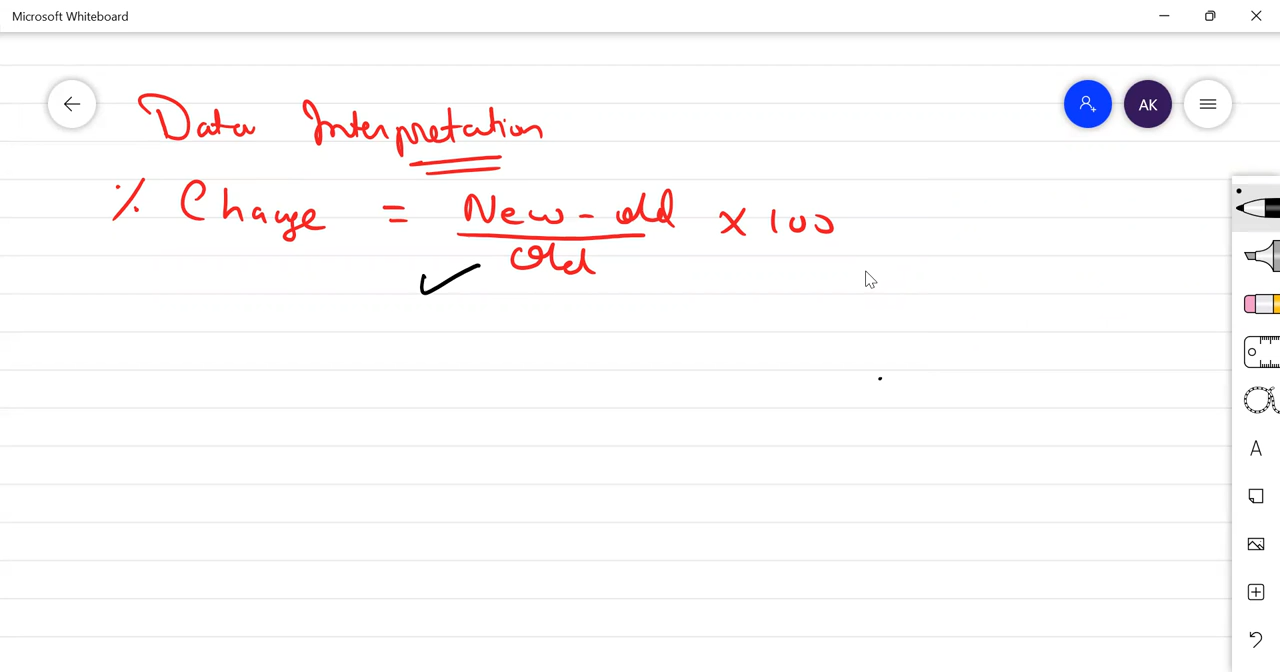 Microsoft Whiteboard
AK
Data Interpretation
% Change = New - old × 100
Old
A